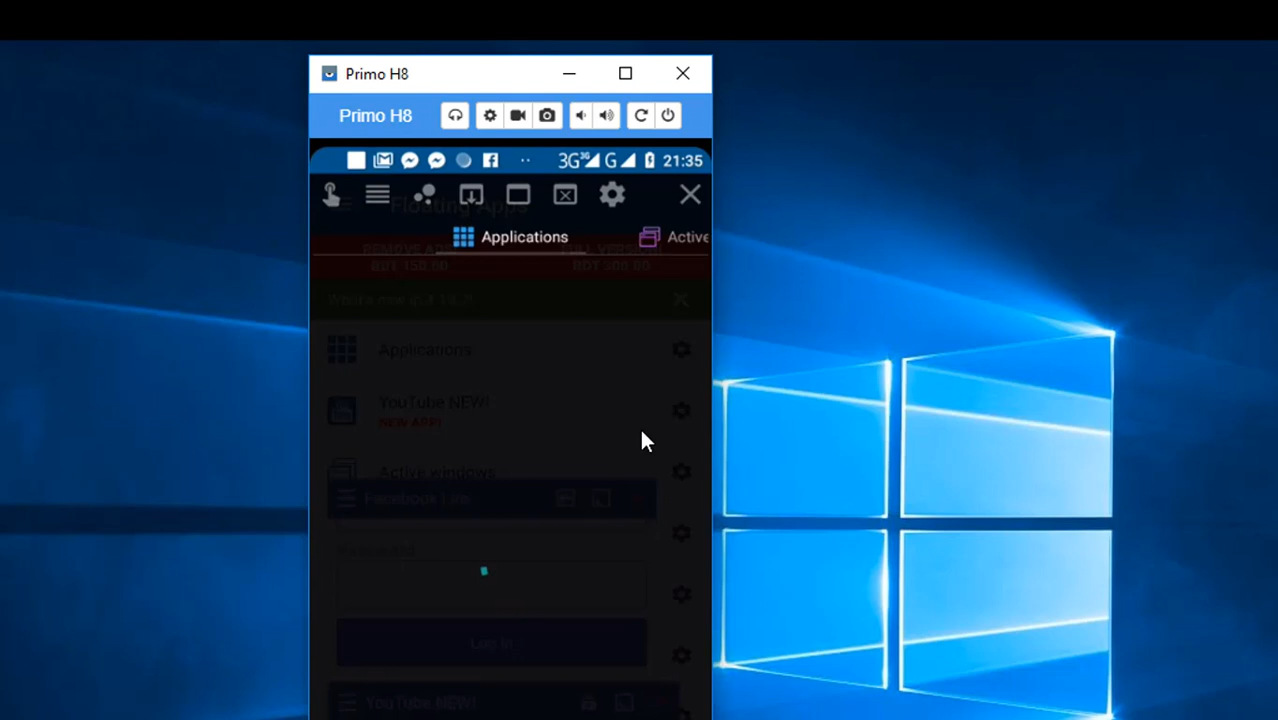 Primo H8
Primo H8
3G 3G G 21:35
Floating Apps
Applications Active
REMOVE ADS FULL VERSION
BDT 150.00 BDT 300.00
Applications
YouTube NEW!
(NEW APP)
Active windows
Facebook Lite
Log In
YouTube NEW!